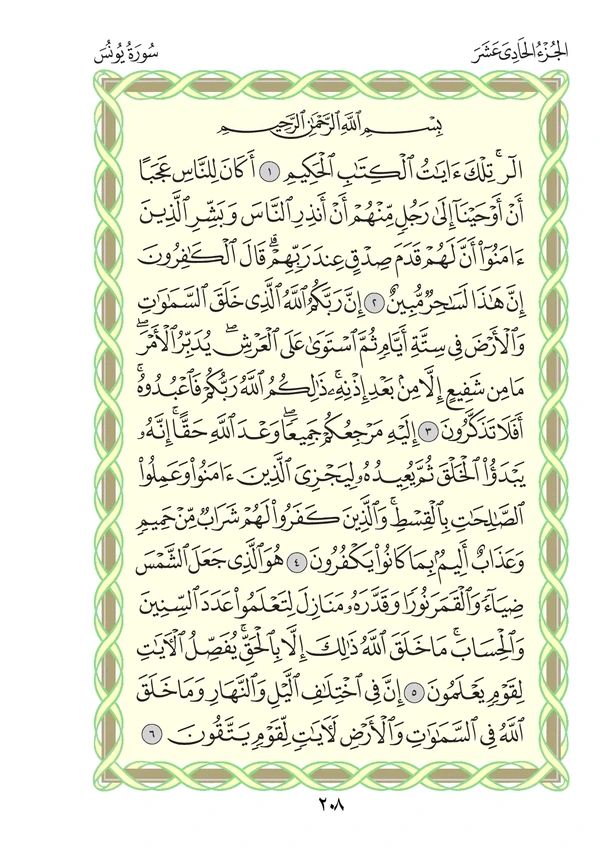 الجُزْءُ الحَادِىَ عَشَرَ
سُورَةُ يُونُسَ
بِسْمِ ٱللَّهِ ٱلرَّحْمَٰنِ ٱلرَّحِيمِ
الٓرۚ تِلْكَ ءَايَٰتُ ٱلْكِتَٰبِ ٱلْحَكِيمِ ١ أَكَانَ لِلنَّاسِ عَجَبًا
أَنْ أَوْحَيْنَآ إِلَىٰ رَجُلٍ مِّنْهُمْ أَنْ أَنذِرِ ٱلنَّاسَ وَبَشِّرِ ٱلَّذِينَ
ءَامَنُوٓا۟ أَنَّ لَهُمْ قَدَمَ صِدْقٍ عِندَ رَبِّهِمْۗ قَالَ ٱلْكَٰفِرُونَ
إِنَّ هَٰذَا لَسَٰحِرٌ مُّبِينٌ ٢ إِنَّ رَبَّكُمُ ٱللَّهُ ٱلَّذِى خَلَقَ ٱلسَّمَٰوَٰتِ
وَٱلْأَرْضَ فِى سِتَّةِ أَيَّامٍ ثُمَّ ٱسْتَوَىٰ عَلَى ٱلْعَرْشِۖ يُدَبِّرُ ٱلْأَمْرَۖ
مَا مِن شَفِيعٍ إِلَّا مِنۢ بَعْدِ إِذْنِهِۦۚ ذَٰلِكُمُ ٱللَّهُ رَبُّكُمْ فَٱعْبُدُوهُۚ
أَفَلَا تَذَكَّرُونَ ٣ إِلَيْهِ مَرْجِعُكُمْ جَمِيعًاۖ وَعْدَ ٱللَّهِ حَقًّاۚ إِنَّهُۥ
يَبْدَؤُا۟ ٱلْخَلْقَ ثُمَّ يُعِيدُهُۥ لِيَجْزِىَ ٱلَّذِينَ ءَامَنُوا۟ وَعَمِلُوا۟
ٱلصَّٰلِحَٰتِ بِٱلْقِسْطِۚ وَٱلَّذِينَ كَفَرُوا۟ لَهُمْ شَرَابٌ مِّنْ حَمِيمٍ
وَعَذَابٌ أَلِيمٌۢ بِمَا كَانُوا۟ يَكْفُرُونَ ٤ هُوَ ٱلَّذِى جَعَلَ ٱلشَّمْسَ
ضِيَآءً وَٱلْقَمَرَ نُورًا وَقَدَّرَهُۥ مَنَازِلَ لِتَعْلَمُوا۟ عَدَدَ ٱلسِّنِينَ
وَٱلْحِسَابَۚ مَا خَلَقَ ٱللَّهُ ذَٰلِكَ إِلَّا بِٱلْحَقِّۚ يُفَصِّلُ ٱلْءَايَٰتِ
لِقَوْمٍ يَعْلَمُونَ ٥ إِنَّ فِى ٱخْتِلَٰفِ ٱلَّيْلِ وَٱلنَّهَارِ وَمَا خَلَقَ
ٱللَّهُ فِى ٱلسَّمَٰوَٰتِ وَٱلْأَرْضِ لَءَايَٰتٍ لِّقَوْمٍ يَتَّقُونَ ٦
٢٠٨